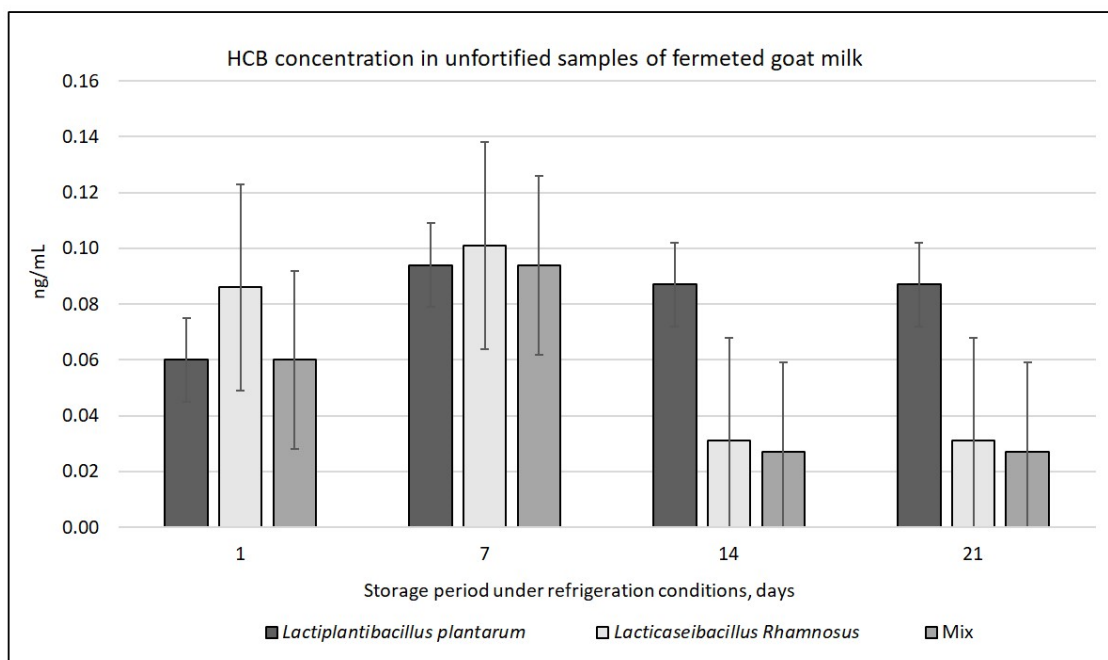 HCB concentration in unfortified samples of fermeted goat milk
0.16
0.14
0.12
0.10
0.08
0.06
0.04
0.02
0.00
ng/mL
1 7 14 21
Storage period under refrigeration conditions, days
Lactiplantibacillus plantarum Lacticaseibacillus Rhamnosus Mix